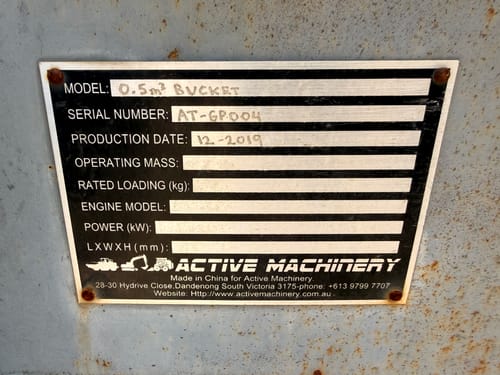 MODEL: 0.5m³ BUCKET
SERIAL NUMBER: AT-GP004
PRODUCTION DATE: 12-2019
OPERATING MASS:
RATED LOADING (kg):
ENGINE MODEL:
POWER (kW):
LXWXH (mm):
ACTIVE MACHINERY
Made in China for Active Machinery
28-30 Hydrive Close,Dandenong South Victoria 3175-phone: +613 9799 7707
Website: Http://www.activemachinery.com.au